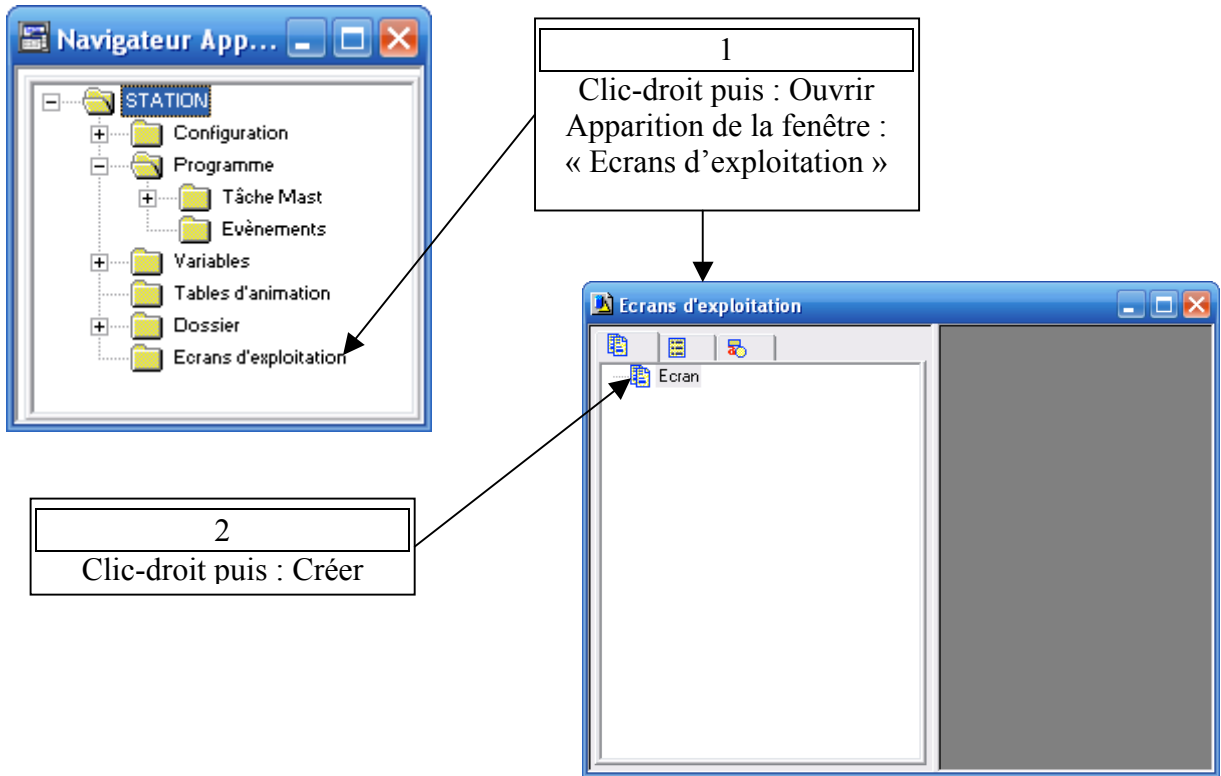 Navigateur App...
STATION
Configuration
Programme
Tâche Mast
Evènements
Variables
Tables d'animation
Dossier
Ecrans d'exploitation
1
Clic-droit puis : Ouvrir
Apparition de la fenêtre :
« Ecrans d’exploitation »
Ecrans d'exploitation
Ecran
2
Clic-droit puis : Créer